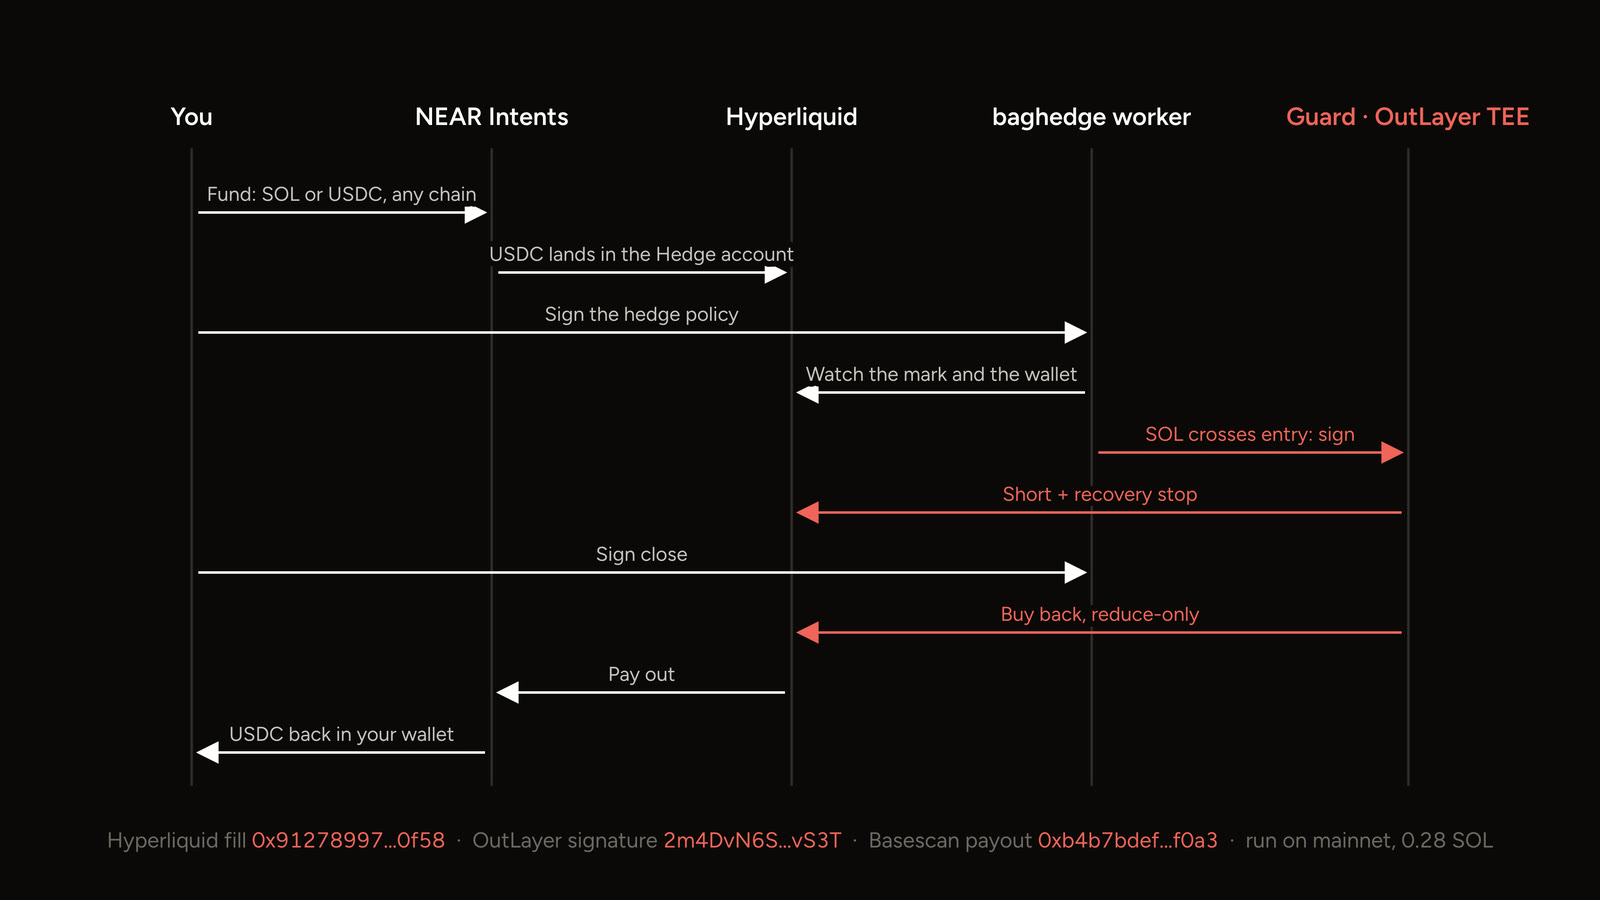 You NEAR Intents Hyperliquid baghedge worker Guard · OutLayer TEE
Fund: SOL or USDC, any chain
USDC lands in the Hedge account
Sign the hedge policy
Watch the mark and the wallet
SOL crosses entry: sign
Short + recovery stop
Sign close
Buy back, reduce-only
Pay out
USDC back in your wallet
Hyperliquid fill 0x91278997...0f58 · OutLayer signature 2m4DvN6S...vS3T · Basescan payout 0xb4b7bdef...f0a3 · run on mainnet, 0.28 SOL